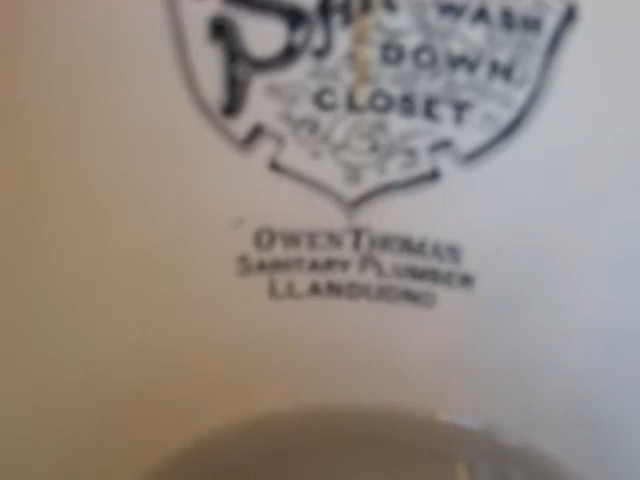 WASH
DOWN
CLOSET
OWEN THOMAS
SANITARY PLUMBER
LLANDUDNO